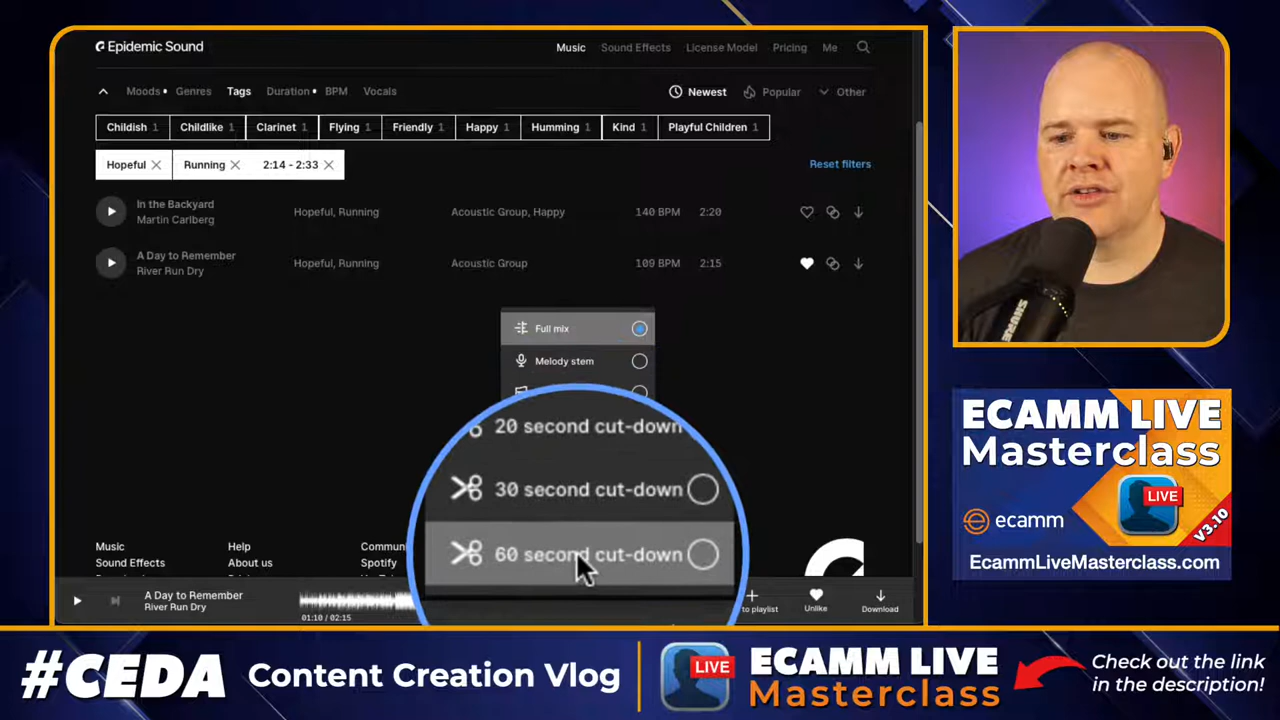 Epidemic Sound
Music Sound Effects License Model Pricing Me
Moods Genres Tags Duration BPM Vocals Newest Popular Other
Childish 1 Childlike 1 Clarinet 1 Flying 1 Friendly 1 Happy 1 Humming 1 Kind 1 Playful Children 1
Hopeful Running 2:14 - 2:33 Reset filters
In the Backyard
Martin Carlberg
Hopeful, Running Acoustic Group, Happy 140 BPM 2:20
A Day to Remember
River Run Dry
Hopeful, Running Acoustic Group 109 BPM 2:15
Full mix
Melody stem
20 second cut-down
30 second cut-down
60 second cut-down
Music Help
Sound Effects About us Spotify
A Day to Remember
River Run Dry
01:10 / 02:15
to playlist Unlike Download
SHURE
ECAMM LIVE
Masterclass
LIVE
ecamm
V3.10
EcammLiveMasterclass.com
#CEDA Content Creation Vlog
LIVE
ECAMM LIVE
Masterclass
Check out the link
in the description!